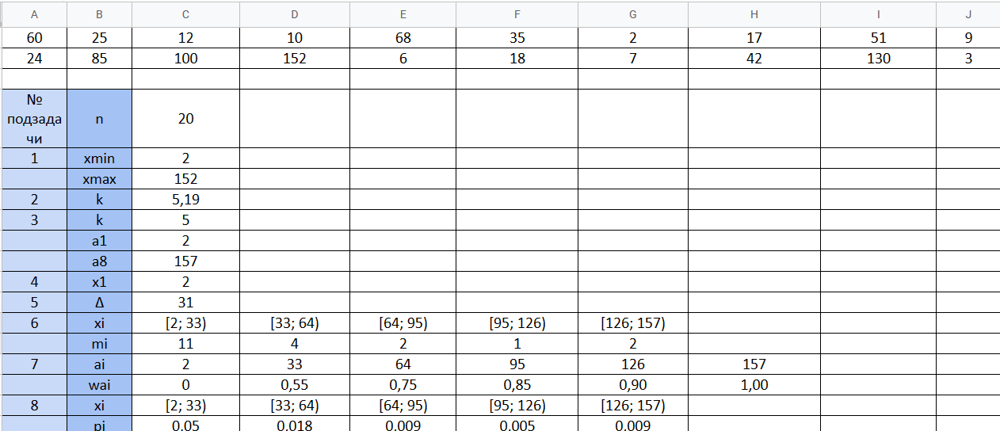 A B C D E F G H I J
60 25 12 10 68 35 2 17 51 9
24 85 100 152 6 18 7 42 130 3
№
подзада
чи
n 20
1 xmin 2
xmax 152
2 k 5,19
3 k 5
a1 2
a8 157
4 x1 2
5 Δ 31
6 xi [2; 33) [33; 64) [64; 95) [95; 126) [126; 157)
mi 11 4 2 1 2
7 ai 2 33 64 95 126 157
wai 0 0,55 0,75 0,85 0,90 1,00
8 xi [2; 33) [33; 64) [64; 95) [95; 126) [126; 157)
pi 0,05 0,018 0,009 0,005 0,009